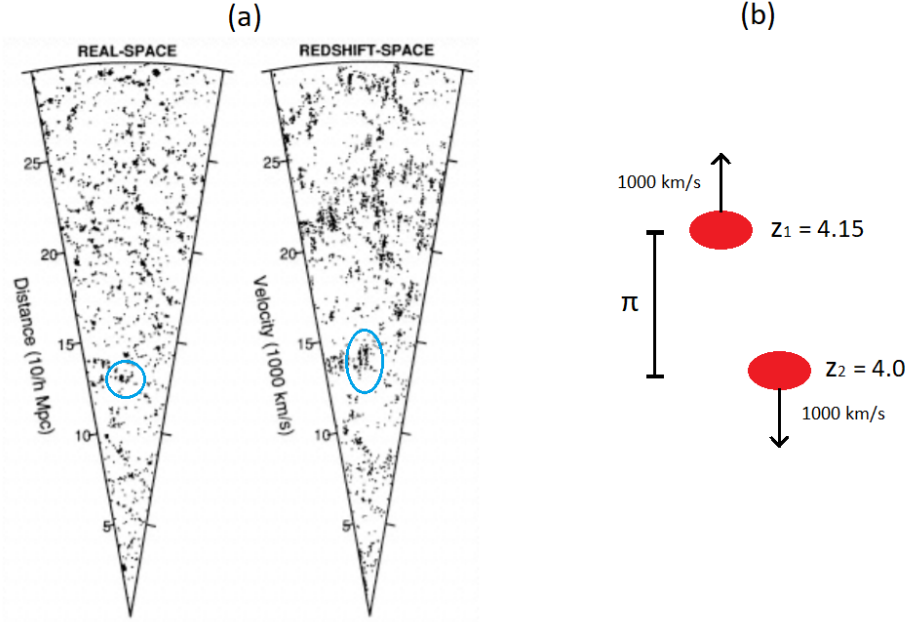 (a)
REAL-SPACE
25
20
15
10
5
Distance (10/h Mpc)
REDSHIFT-SPACE
25
20
15
10
5
Velocity (1000 km/s)
(b)
1000 km/s
z₁ = 4.15
π
z₂ = 4.0
1000 km/s